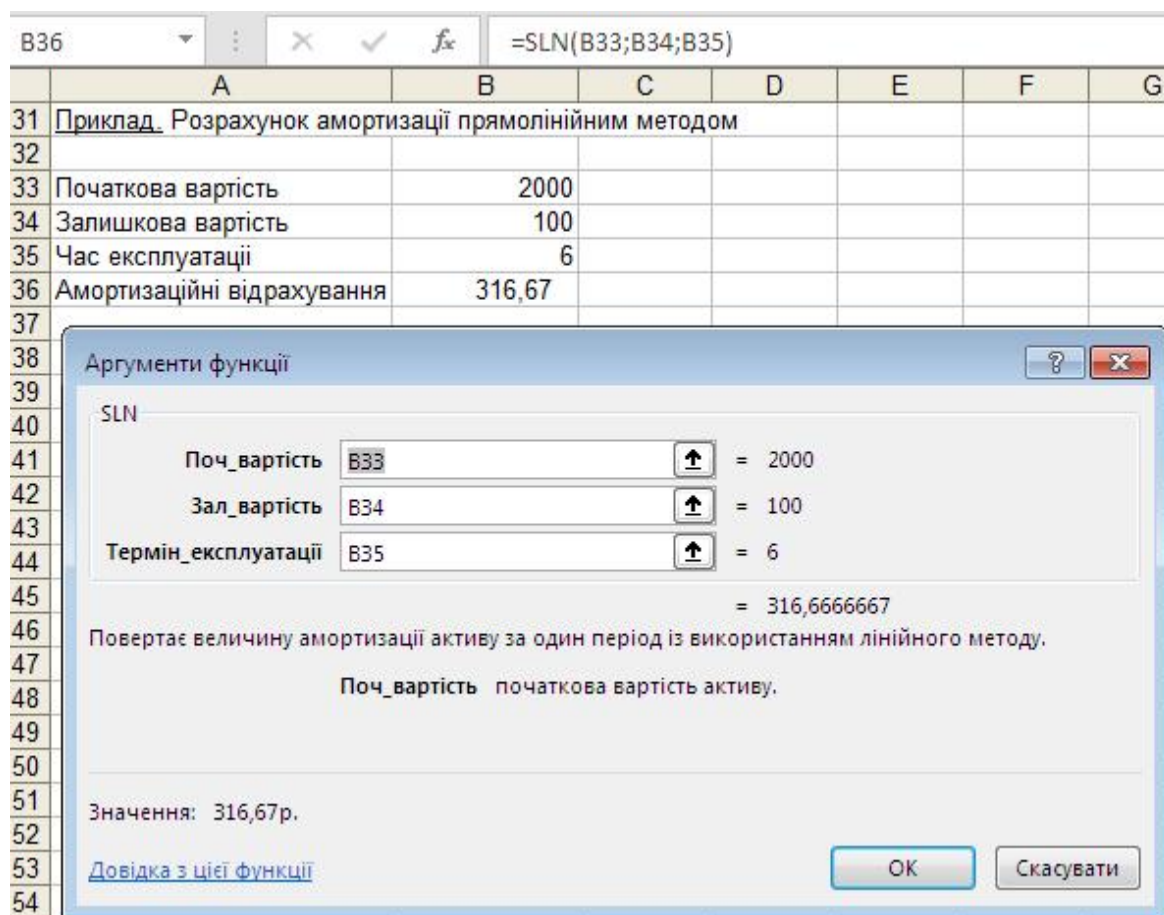 B36 fx =SLN(B33;B34;B35)
A B C D E F G
31 Приклад. Розрахунок амортизації прямолінійним методом
32
33 Початкова вартість 2000
34 Залишкова вартість 100
35 Час експлуатації 6
36 Амортизаційні відрахування 316,67
37
38 Аргументи функції ?
39
40 SLN
41 Поч_вартість B33 = 2000
42 Зал_вартість B34 = 100
43
44 Термін_експлуатації B35 = 6
45 = 316,6666667
46 Повертає величину амортизації активу за один період із використанням лінійного методу.
47
48 Поч_вартість початкова вартість активу.
49
50
51 Значення: 316,67р.
52
53 Довідка з цієї функції ОК Скасувати
54